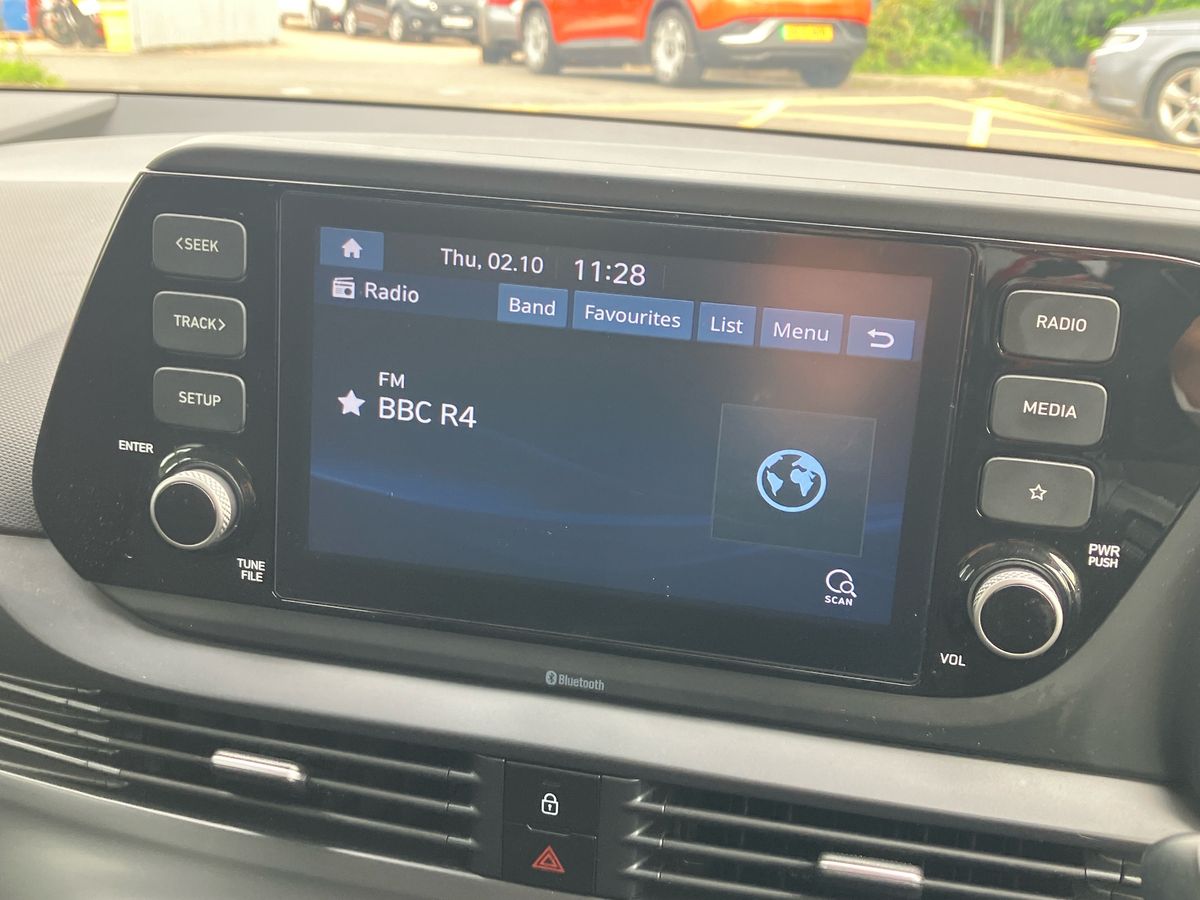 <SEEK
TRACK>
SETUP
ENTER
TUNE
FILE
Thu, 02.10 11:28
Radio
Band Favourites List Menu
FM
BBC R4
SCAN
RADIO
MEDIA
PWR
PUSH
VOL
Bluetooth